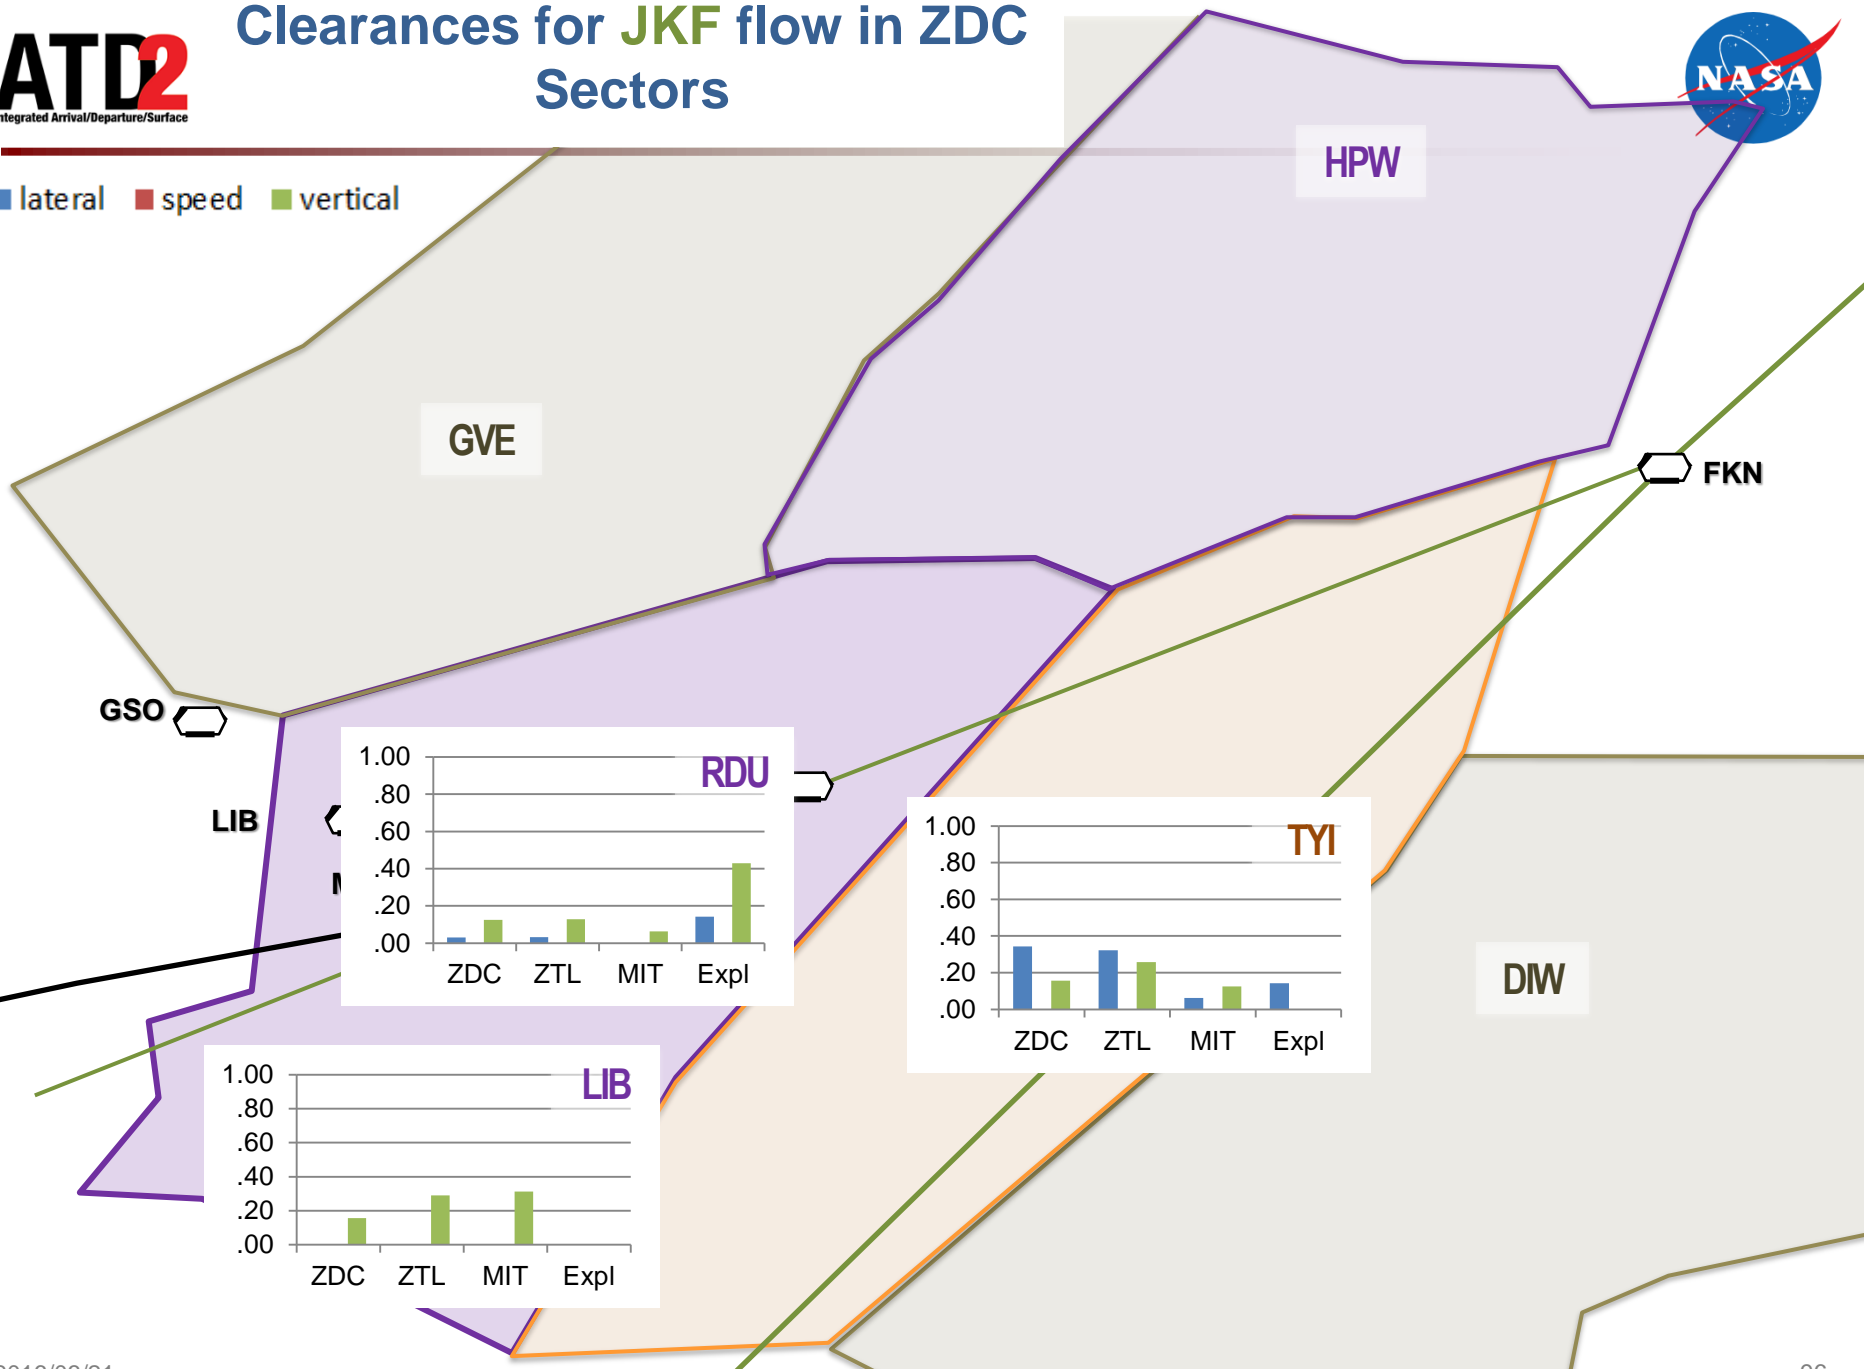 Clearances for JKF flow in ZDC
Sectors
ATD2
Integrated Arrival/Departure/Surface
NASA
lateral speed vertical
HPW
GVE
FKN
GSO
LIB
RDU
1.00
.80
.60
.40
.20
.00
ZDC ZTL MIT Expl
TYI
1.00
.80
.60
.40
.20
.00
ZDC ZTL MIT Expl
DIW
LIB
1.00
.80
.60
.40
.20
.00
ZDC ZTL MIT Expl